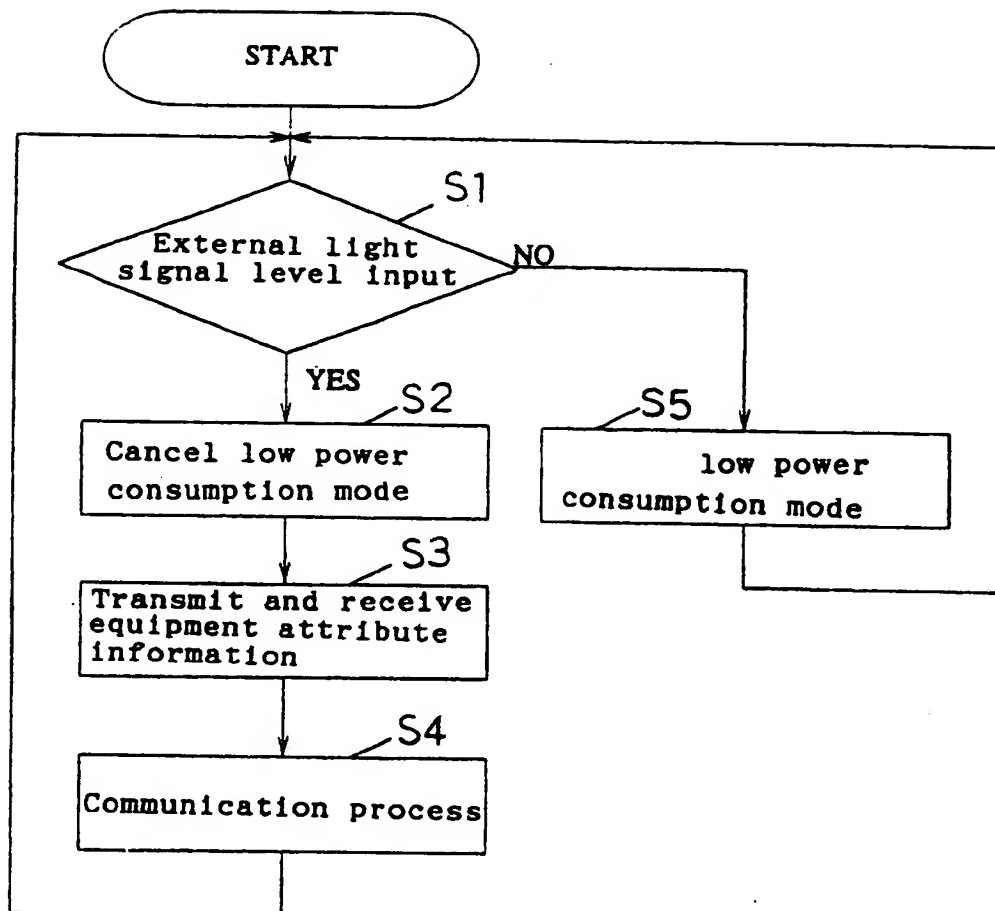 START
S1
External light
signal level input
NO
YES
S2
Cancel low power
consumption mode
S5
low power
consumption mode
S3
Transmit and receive
equipment attribute
information
S4
Communication process